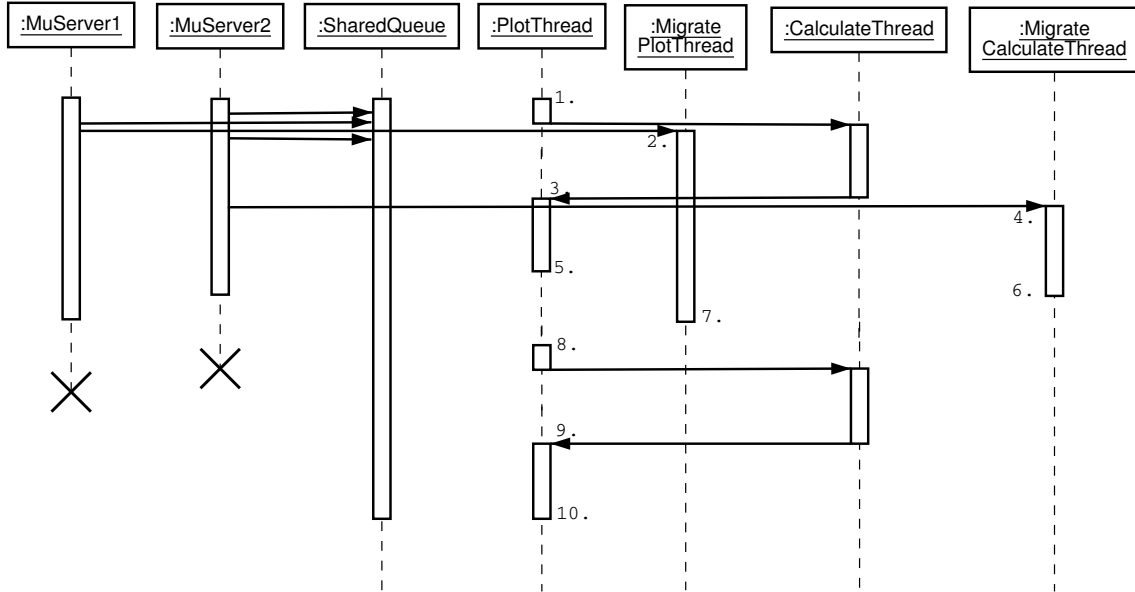 :MuServer1
:MuServer2
:SharedQueue
:PlotThread
:Migrate
PlotThread
:CalculateThread
:Migrate
CalculateThread
1.
2.
3.
4.
5.
6.
7.
8.
9.
10.